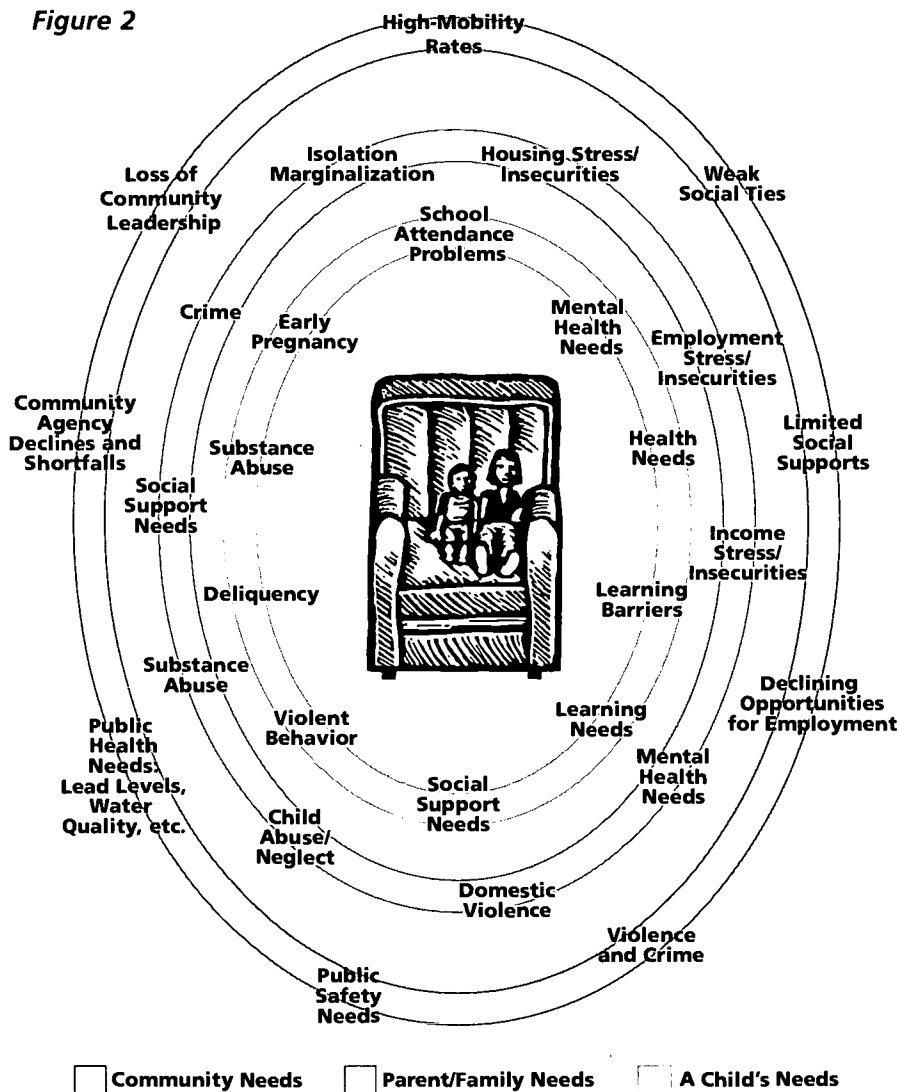 Figure 2
High-Mobility
Rates
Weak
Social Ties
Limited
Social
Supports
Declining
Opportunities
for Employment
Violence
and Crime
Public
Safety
Needs
Public
Health
Needs:
Lead Levels,
Water
Quality, etc.
Community
Agency
Declines and
Shortfalls
Loss of
Community
Leadership
Isolation
Marginalization
Housing Stress/
Insecurities
Employment
Stress/
Insecurities
Income
Stress/
Insecurities
Mental
Health
Needs
Domestic
Violence
Child
Abuse/
Neglect
Substance
Abuse
Social
Support
Needs
Crime
School
Attendance
Problems
Mental
Health
Needs
Health
Needs
Learning
Barriers
Learning
Needs
Social
Support
Needs
Violent
Behavior
Deliquency
Substance
Abuse
Early
Pregnancy
Community Needs
Parent/Family Needs
A Child's Needs